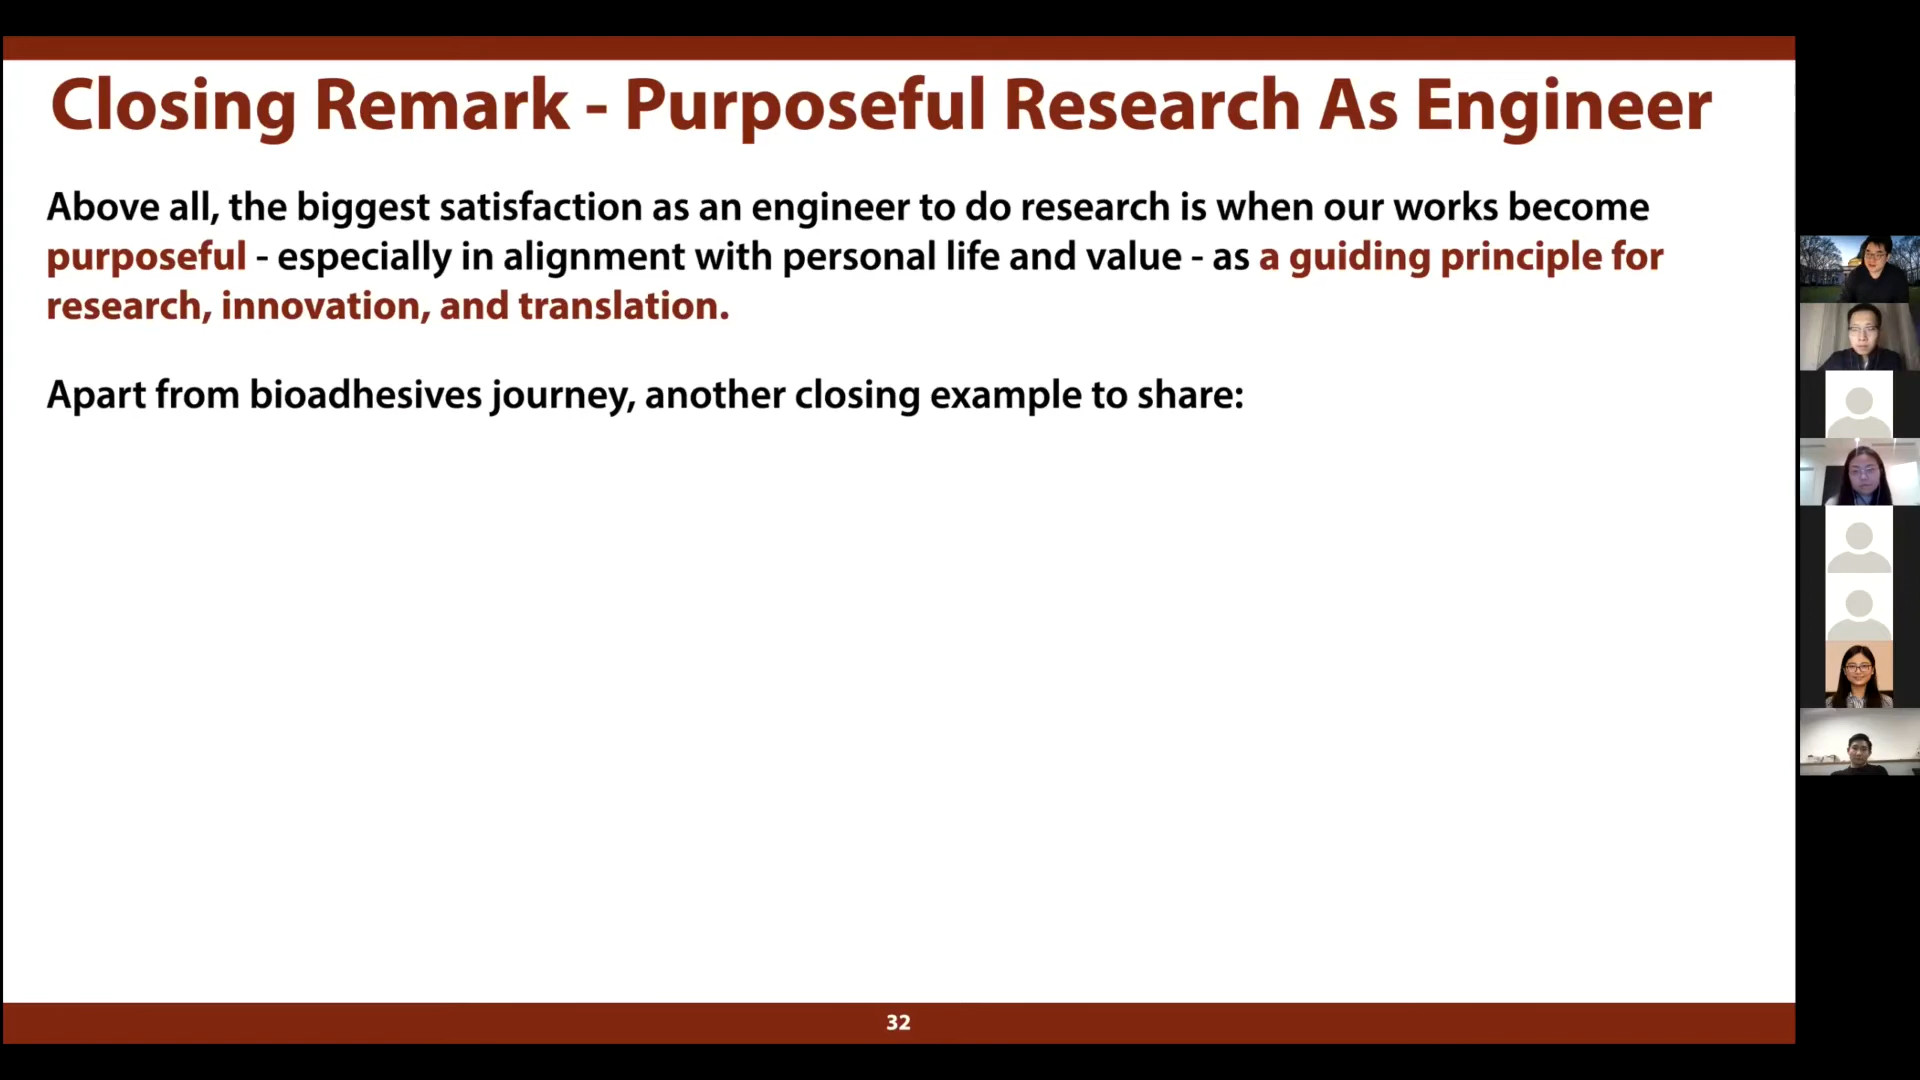 Closing Remark - Purposeful Research As Engineer
Above all, the biggest satisfaction as an engineer to do research is when our works become
purposeful - especially in alignment with personal life and value - as a guiding principle for
research, innovation, and translation.
Apart from bioadhesives journey, another closing example to share:
32